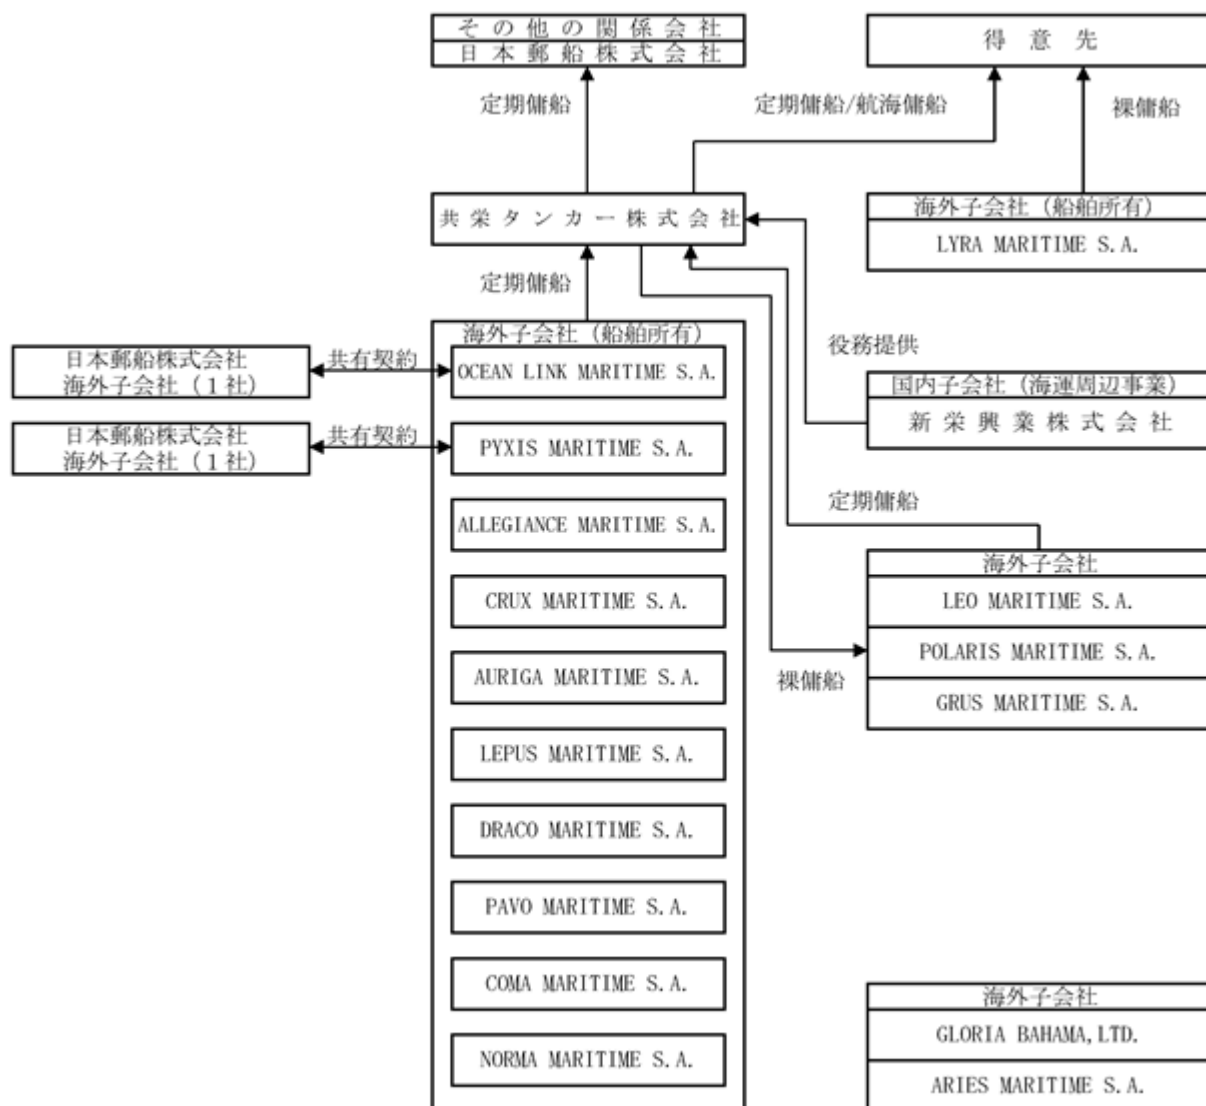 その他の関係会社
日本郵船株式会社
得意先
定期傭船
定期傭船/航海傭船
裸傭船
共栄タンカー株式会社
海外子会社（船舶所有）
LYRA MARITIME S.A.
定期傭船
海外子会社（船舶所有）
日本郵船株式会社
海外子会社（1社）
共有契約
OCEAN LINK MARITIME S.A.
役務提供
国内子会社（海運周辺事業）
新栄興業株式会社
日本郵船株式会社
海外子会社（1社）
共有契約
PYXIS MARITIME S.A.
ALLEGIANCE MARITIME S.A.
定期傭船
海外子会社
LEO MARITIME S.A.
POLARIS MARITIME S.A.
GRUS MARITIME S.A.
裸傭船
CRUX MARITIME S.A.
AURIGA MARITIME S.A.
LEPUS MARITIME S.A.
DRACO MARITIME S.A.
PAVO MARITIME S.A.
COMA MARITIME S.A.
NORMA MARITIME S.A.
海外子会社
GLORIA BAHAMA,LTD.
ARIES MARITIME S.A.